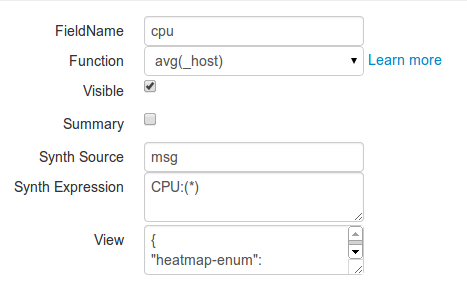 FieldName cpu
Function avg(_host) Learn more
Visible
Summary
Synth Source msg
Synth Expression CPU:(*)
View {
"heatmap-enum":